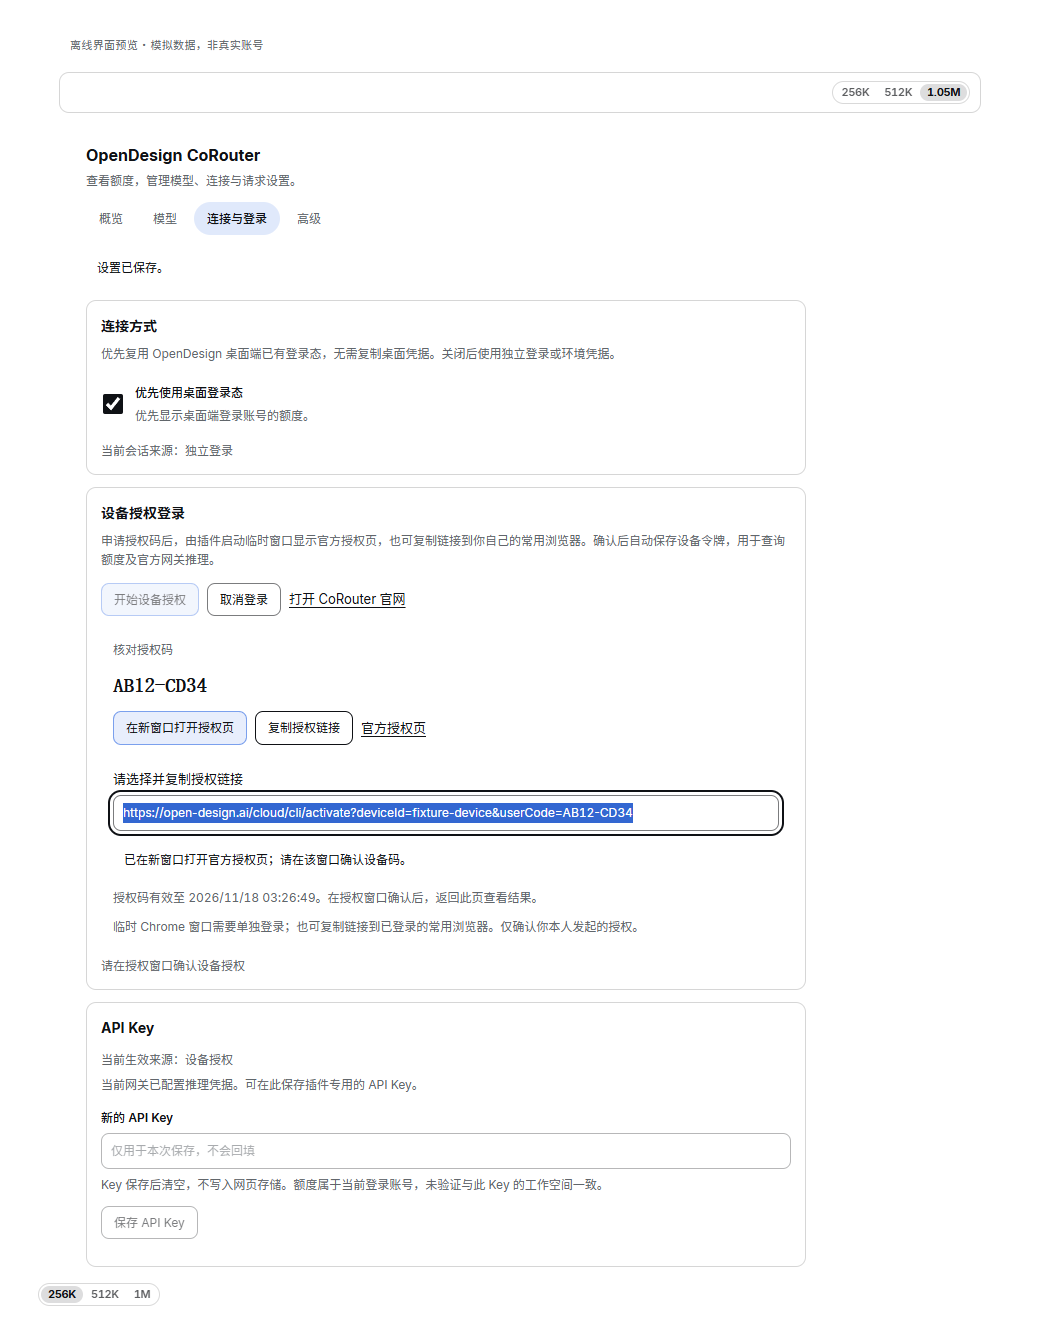 离线界面预览 · 模拟数据，非真实账号
256K 512K 1.05M
OpenDesign CoRouter
查看额度，管理模型、连接与请求设置。
概览 模型 连接与登录 高级
设置已保存。
连接方式
优先复用 OpenDesign 桌面端已有登录态，无需复制桌面凭据。关闭后使用独立登录或环境凭据。
优先使用桌面登录态
优先显示桌面端登录账号的额度。
当前会话来源：独立登录
设备授权登录
申请授权码后，由插件启动临时窗口显示官方授权页，也可复制链接到你自己的常用浏览器。确认后自动保存设备令牌，用于查询
额度及官方网关推理。
开始设备授权 取消登录 打开 CoRouter 官网
核对授权码
AB12-CD34
在新窗口打开授权页 复制授权链接 官方授权页
请选择并复制授权链接
https://open-design.ai/cloud/cli/activate?deviceId=fixture-device&userCode=AB12-CD34
已在新窗口打开官方授权页；请在该窗口确认设备码。
授权码有效至 2026/11/18 03:26:49。在授权窗口确认后，返回此页查看结果。
临时 Chrome 窗口需要单独登录；也可复制链接到已登录的常用浏览器。仅确认你本人发起的授权。
请在授权窗口确认设备授权
API Key
当前生效来源：设备授权
当前网关已配置推理凭据。可在此保存插件专用的 API Key。
新的 API Key
仅用于本次保存，不会回填
Key 保存后清空，不写入网页存储。额度属于当前登录账号，未验证与此 Key 的工作空间一致。
保存 API Key
256K 512K 1M